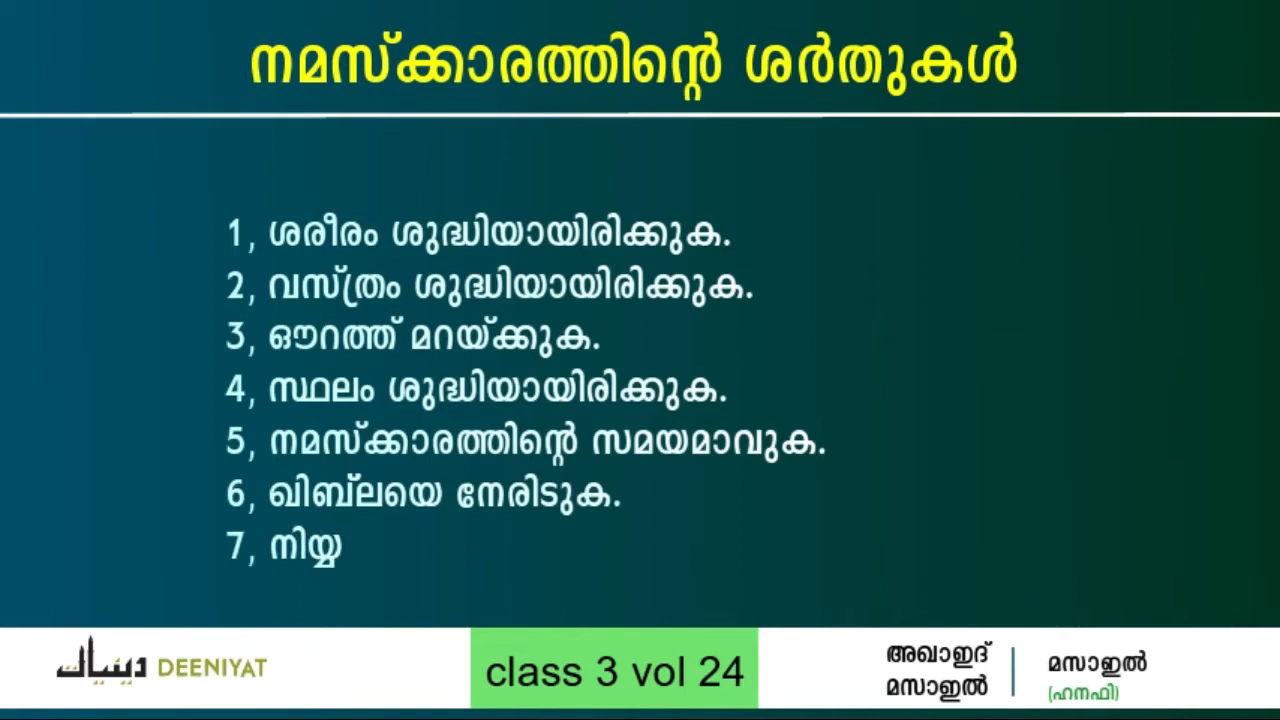 നമസ്ക്കാരത്തിന്റെ ശർതുകൾ
1, ശരീരം ശുദ്ധിയായിരിക്കുക.
2, വസ്ത്രം ശുദ്ധിയായിരിക്കുക.
3, ഔറത്ത് മറയ്ക്കുക.
4, സ്ഥലം ശുദ്ധിയായിരിക്കുക.
5, നമസ്ക്കാരത്തിന്റെ സമയമാവുക.
6, ഖിബ്‌ലയെ നേരിടുക.
7, നിയ്യ
دينيات DEENIYAT
class 3 vol 24
അഖാഇദ്
മസാഇൽ
മസാഇൽ
(ഹനഫി)